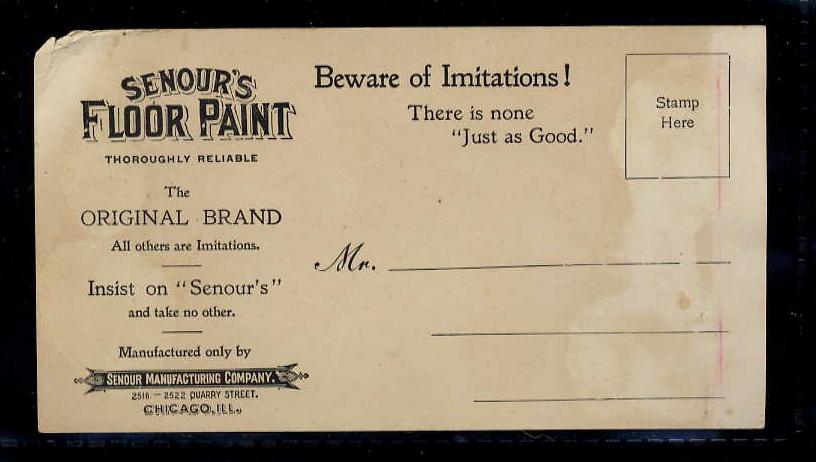 SENOUR'S
FLOOR PAINT
THOROUGHLY RELIABLE
The
ORIGINAL BRAND
All others are Imitations.
Insist on "Senour's"
and take no other.
Manufactured only by
SENOUR MANUFACTURING COMPANY.
2516 — 2522 QUARRY STREET.
CHICAGO, ILL.
Beware of Imitations!
There is none
"Just as Good."
Stamp
Here
Mr.